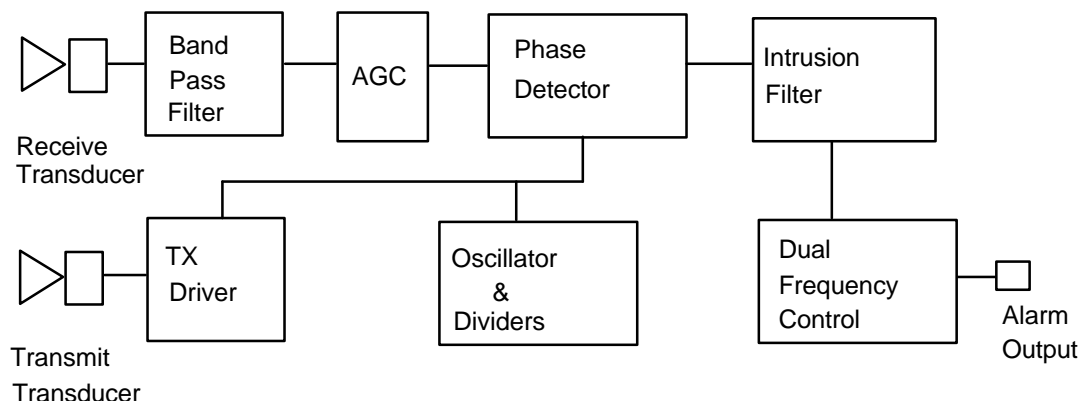 Band
Pass
Filter
AGC
Phase
Detector
Intrusion
Filter
Receive
Transducer
TX
Driver
Oscillator
&
Dividers
Dual
Frequency
Control
Alarm
Output
Transmit
Transducer